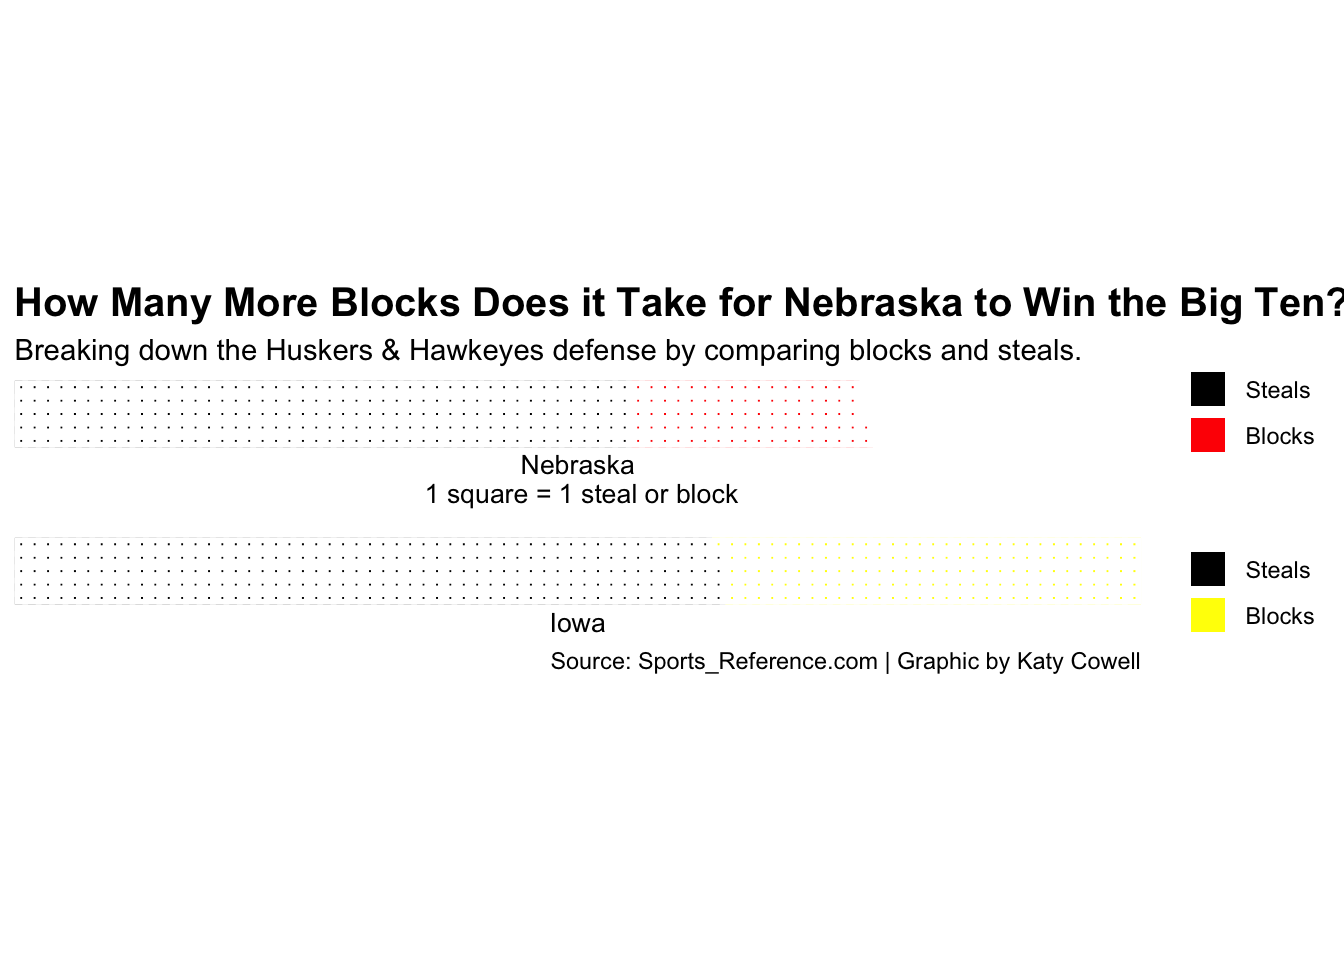 How Many More Blocks Does it Take for Nebraska to Win the Big Ten?
Breaking down the Huskers & Hawkeyes defense by comparing blocks and steals.
Steals
Blocks
Nebraska
1 square = 1 steal or block
Steals
Blocks
Iowa
Source: Sports_Reference.com | Graphic by Katy Cowell